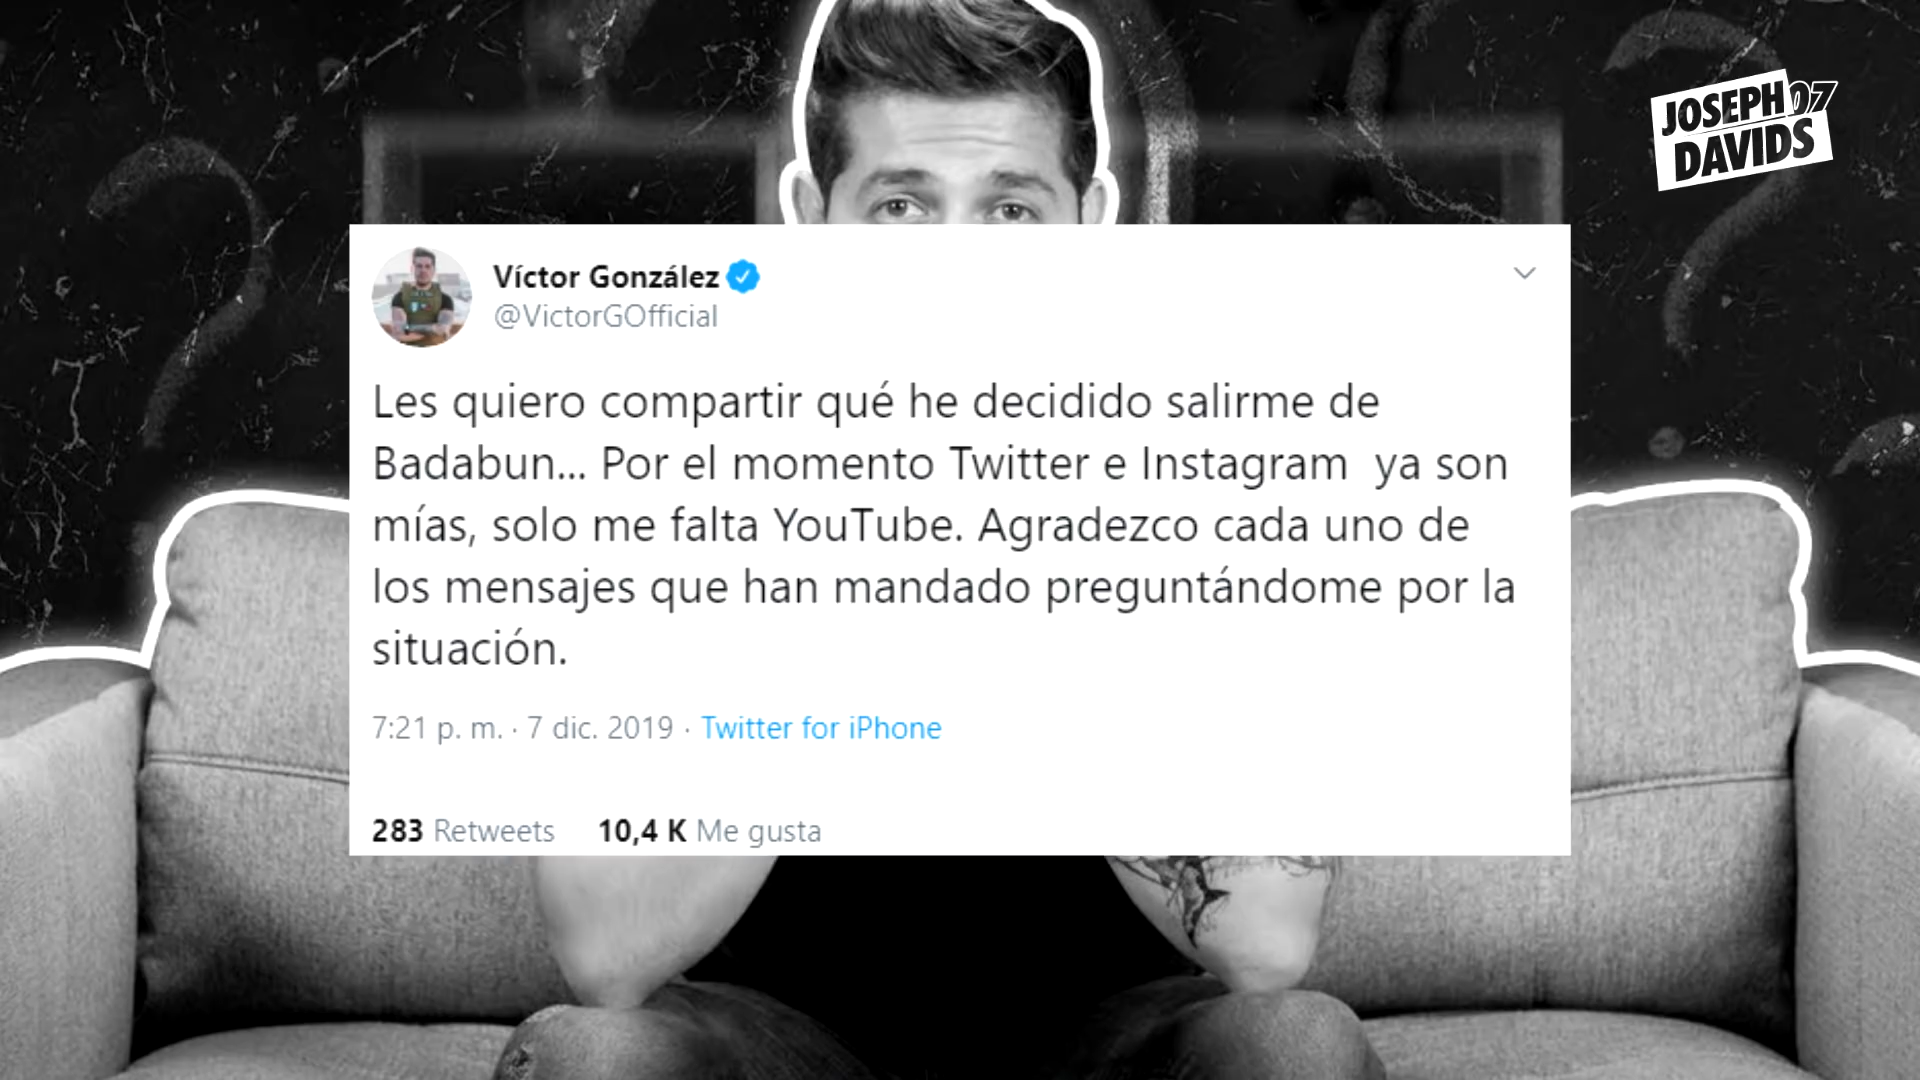 JOSEPH07
DAVIDS
Víctor González
@VictorGOfficial
Les quiero compartir qué he decidido salirme de
Badabun... Por el momento Twitter e Instagram  ya son
mías, solo me falta YouTube. Agradezco cada uno de
los mensajes que han mandado preguntándome por la
situación.
7:21 p. m. · 7 dic. 2019 · Twitter for iPhone
283 Retweets 10,4 K Me gusta